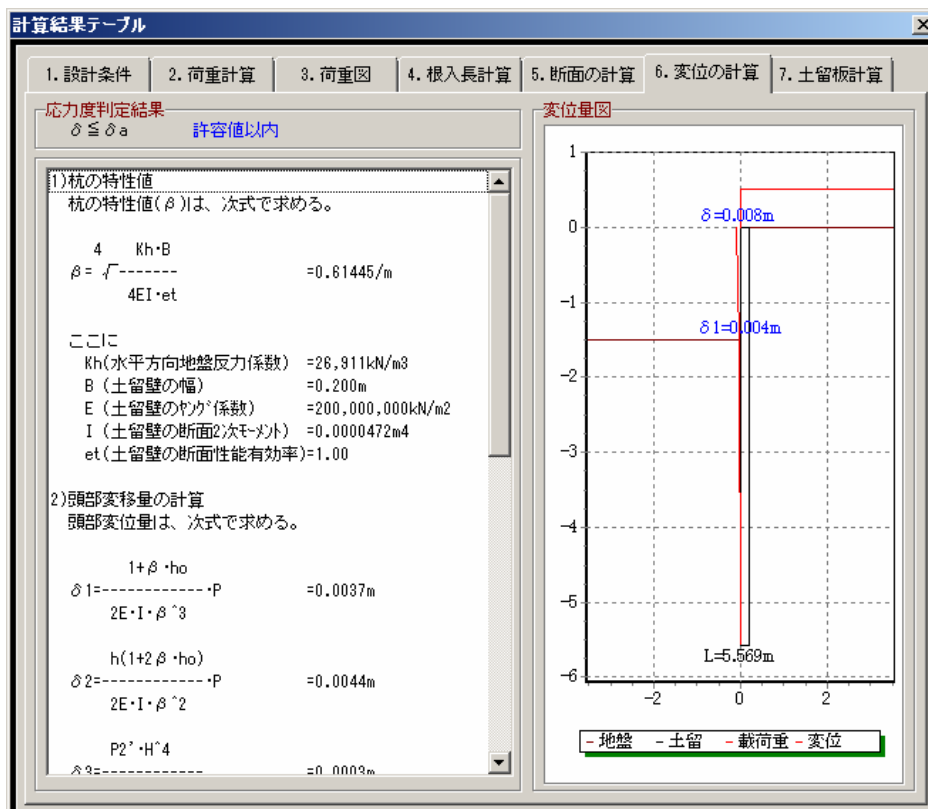 計算結果テーブル
1.設計条件
2.荷重計算
3.荷重図
4.根入長計算
5.断面の計算
6.変位の計算
7.土留板計算
応力度判定結果
δ≦δa 許容値以内
1)杭の特性値
杭の特性値(β)は、次式で求める。
4 Kh・B
β= √------- =0.61445/m
4EI・et
ここに
Kh(水平方向地盤反力係数) =26,911kN/m3
B (土留壁の幅) =0.200m
E (土留壁のﾔﾝｸﾞ係数) =200,000,000kN/m2
I (土留壁の断面2次ﾓｰﾒﾝﾄ) =0.0000472m4
et(土留壁の断面性能有効率)=1.00
2)頭部変移量の計算
頭部変位量は、次式で求める。
1+β・ho
δ1=-------------・P =0.0037m
2E・I・β^3
h(1+2β・ho)
δ2=-------------・P =0.0044m
2E・I・β^2
P2'・H^4
δ3=------------- =0.0003m
変位量図
1
0
-1
-2
-3
-4
-5
-6
δ=0.008m
δ1=0.004m
L=5.569m
-2 0 2
-地盤 -土留 -載荷重 -変位